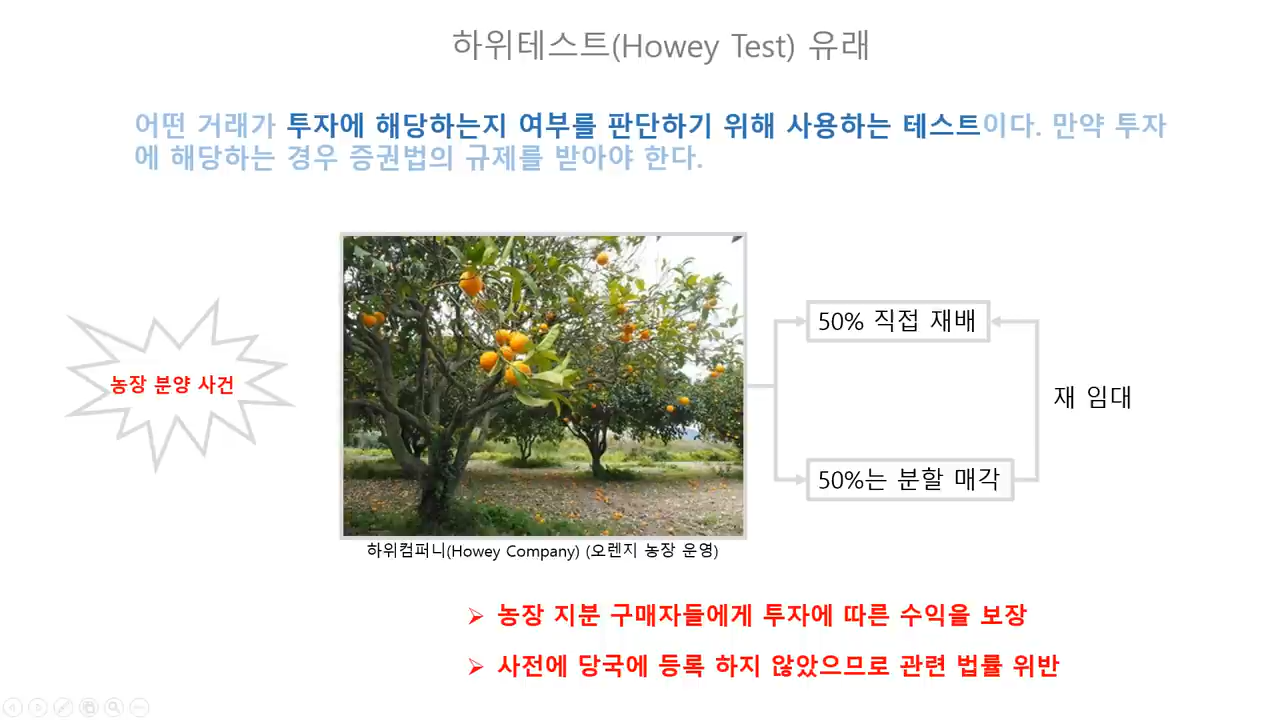 하위테스트(Howey Test) 유래
어떤 거래가 투자에 해당하는지 여부를 판단하기 위해 사용하는 테스트이다. 만약 투자
에 해당하는 경우 증권법의 규제를 받아야 한다.
농장 분양 사건
50% 직접 재배
재 임대
50%는 분할 매각
하위컴퍼니(Howey Company) (오렌지 농장 운영)
➢ 농장 지분 구매자들에게 투자에 따른 수익을 보장
➢ 사전에 당국에 등록 하지 않았으므로 관련 법률 위반